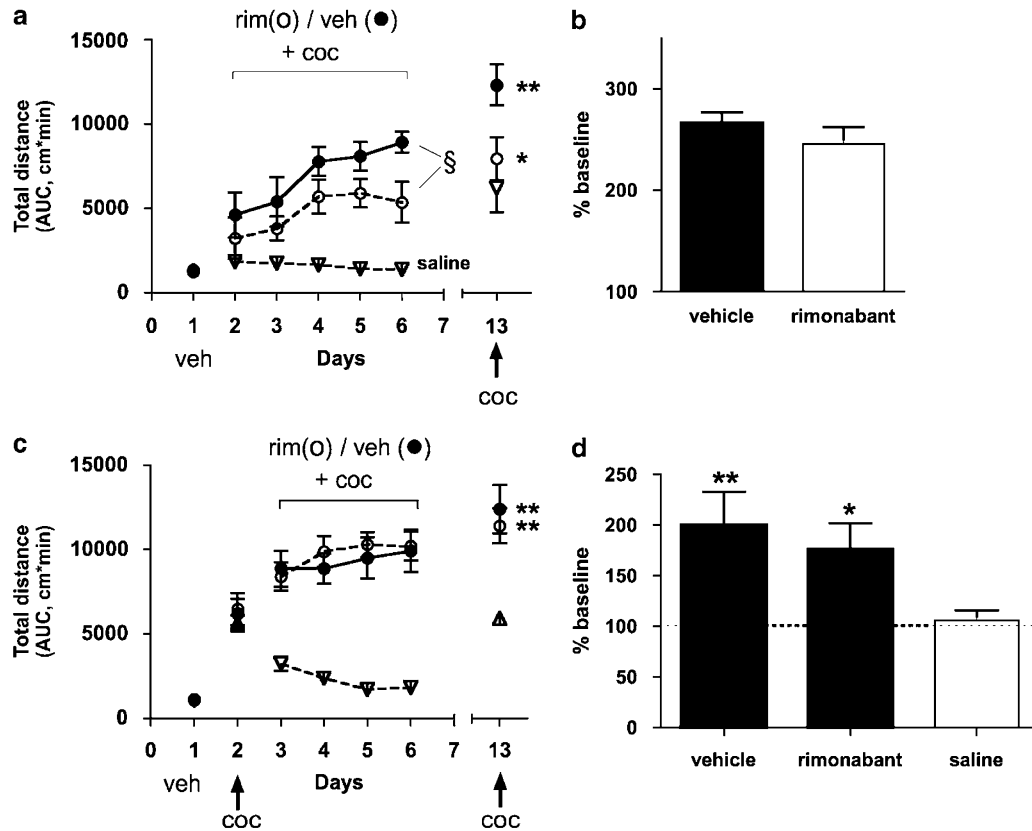 a
rim(O) / veh (●)
+ coc
15000
10000
5000
0
Total distance
(AUC, cm*min)
**
§
*
§
saline
0 1 2 3 4 5 6 7 13
veh Days
coc
b
300
250
200
100
% baseline
vehicle rimonabant
c
rim(O) / veh (●)
+ coc
15000
10000
5000
0
Total distance
(AUC, cm*min)
**
**
0 1 2 3 4 5 6 7 13
veh Days
coc coc
d
250
200
150
100
50
0
% baseline
** *
vehicle rimonabant saline